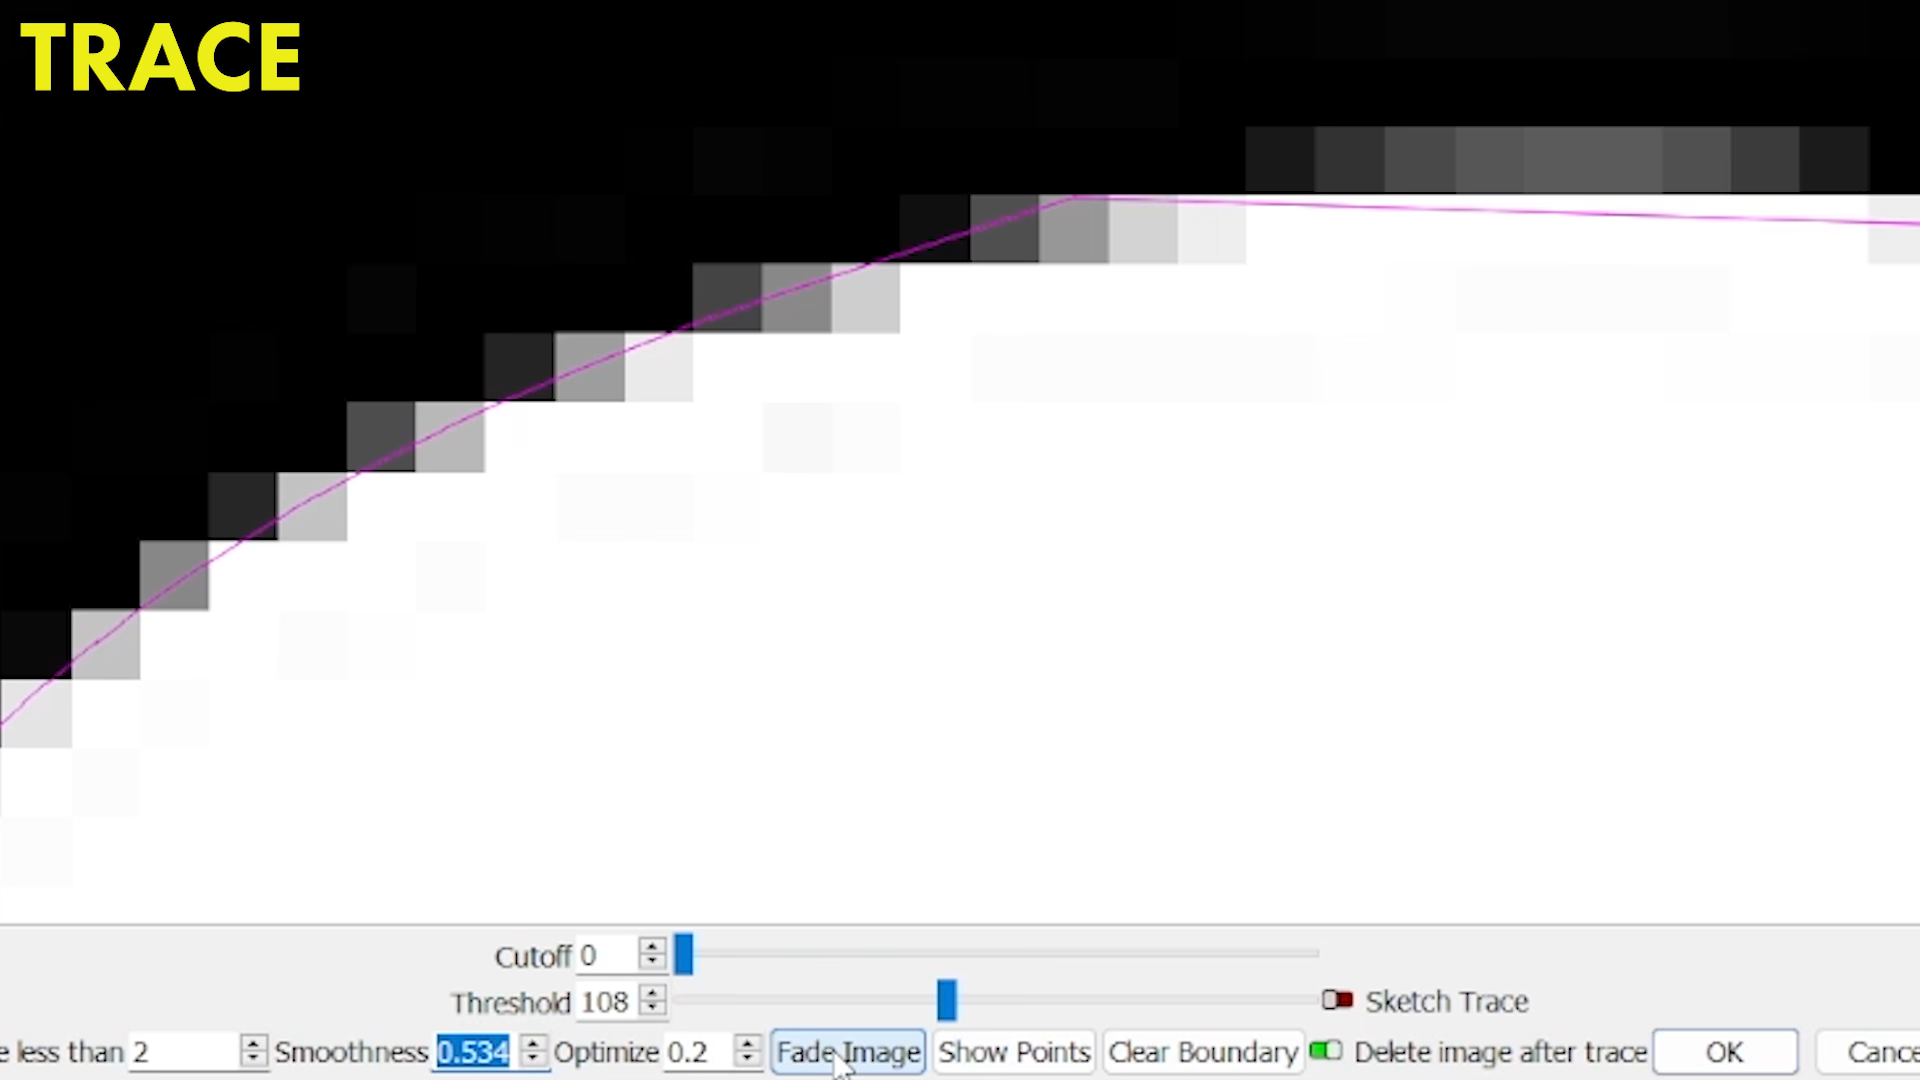 TRACE
Cutoff 0
Threshold 108 Sketch Trace
e less than 2 Smoothness 0.534 Optimize 0.2 Fade Image Show Points Clear Boundary Delete image after trace OK Cance